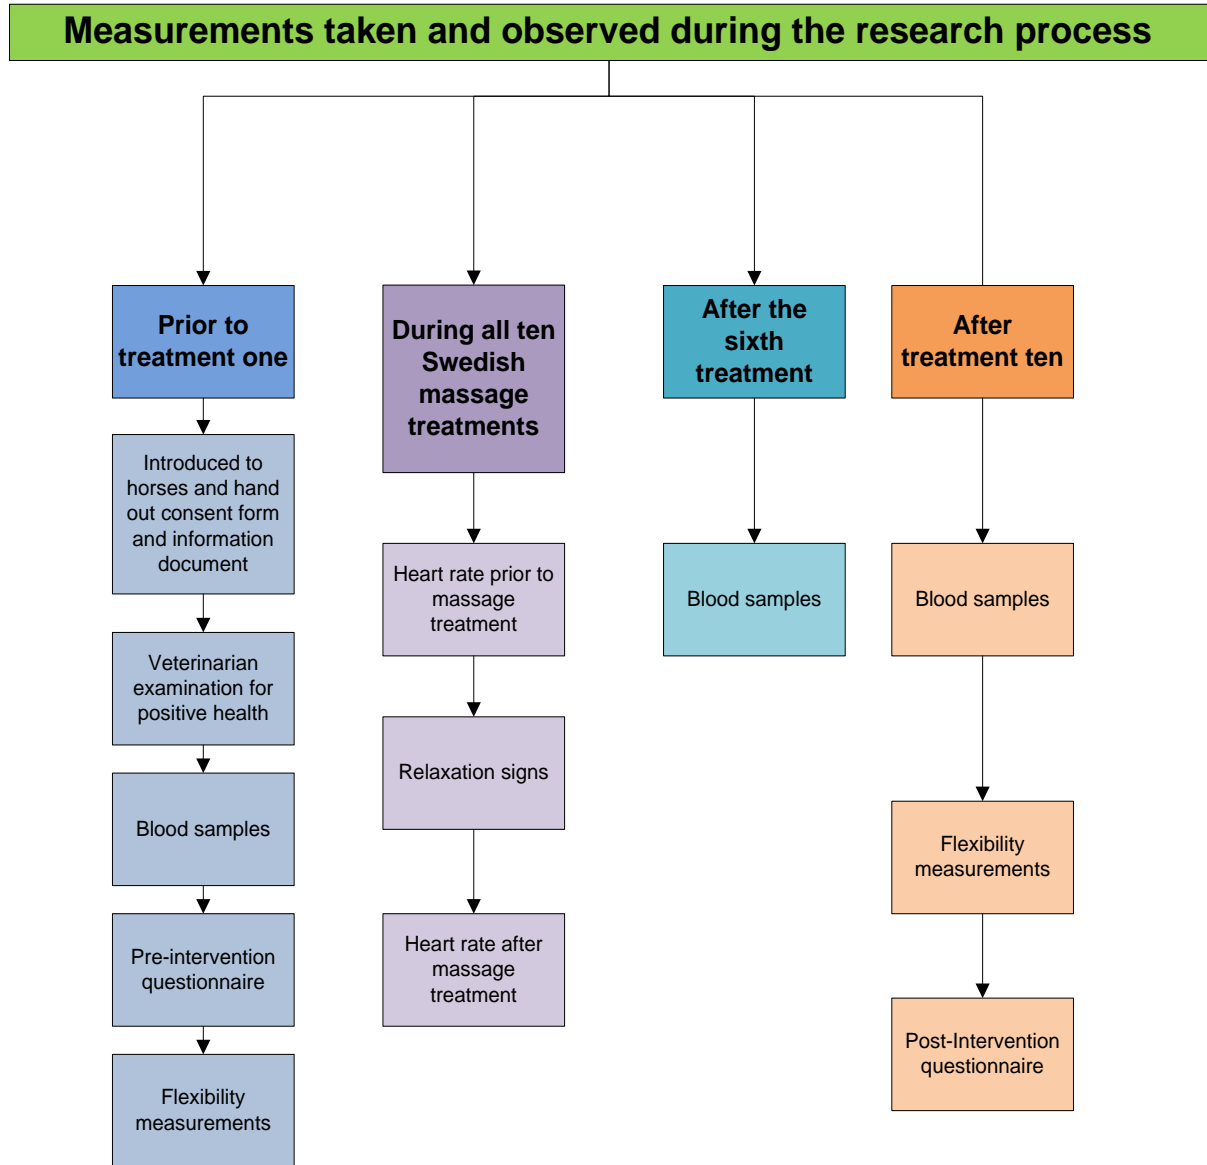 Measurements taken and observed during the research process
Prior to
treatment one
Introduced to
horses and hand
out consent form
and information
document
Veterinarian
examination for
positive health
Blood samples
Pre-intervention
questionnaire
Flexibility
measurements
During all ten
Swedish
massage
treatments
Heart rate prior to
massage
treatment
Relaxation signs
Heart rate after
massage
treatment
After the
sixth
treatment
Blood samples
After
treatment ten
Blood samples
Flexibility
measurements
Post-Intervention
questionnaire